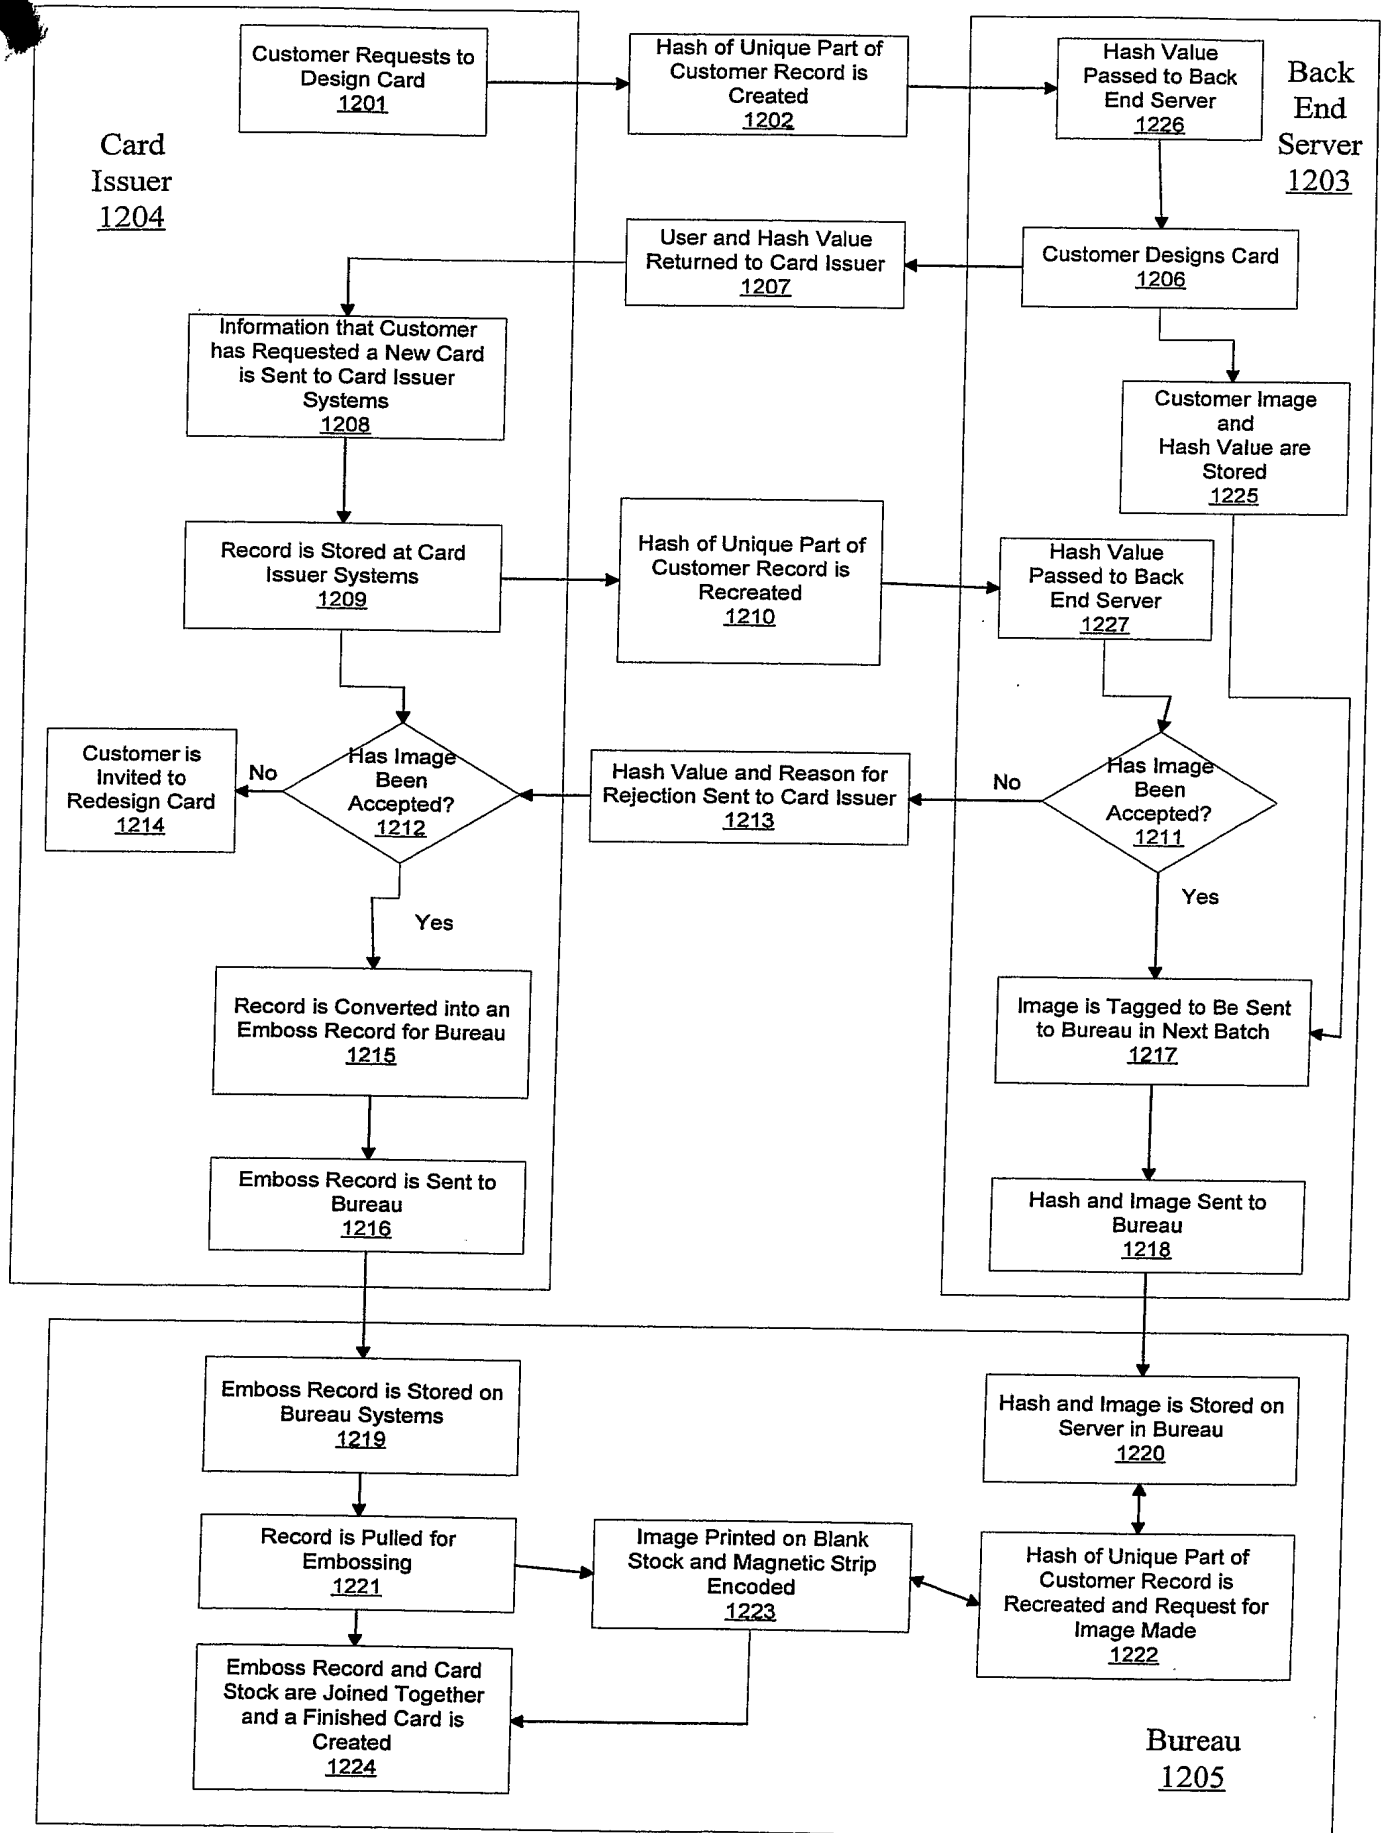 Customer Requests to
Design Card
1201
Hash of Unique Part of
Customer Record is
Created
1202
Hash Value
Passed to Back
End Server
1226
Back
End
Server
1203
Card
Issuer
1204
User and Hash Value
Returned to Card Issuer
1207
Customer Designs Card
1206
Information that Customer
has Requested a New Card
is Sent to Card Issuer
Systems
1208
Customer Image
and
Hash Value are
Stored
1225
Record is Stored at Card
Issuer Systems
1209
Hash of Unique Part of
Customer Record is
Recreated
1210
Hash Value
Passed to Back
End Server
1227
Customer is
Invited to
Redesign Card
1214
No
Has Image
Been
Accepted?
1212
Hash Value and Reason for
Rejection Sent to Card Issuer
1213
No
Has Image
Been
Accepted?
1211
Yes
Yes
Record is Converted into an
Emboss Record for Bureau
1215
Image is Tagged to Be Sent
to Bureau in Next Batch
1217
Emboss Record is Sent to
Bureau
1216
Hash and Image Sent to
Bureau
1218
Emboss Record is Stored on
Bureau Systems
1219
Hash and Image is Stored on
Server in Bureau
1220
Record is Pulled for
Embossing
1221
Image Printed on Blank
Stock and Magnetic Strip
Encoded
1223
Hash of Unique Part of
Customer Record is
Recreated and Request for
Image Made
1222
Emboss Record and Card
Stock are Joined Together
and a Finished Card is
Created
1224
Bureau
1205